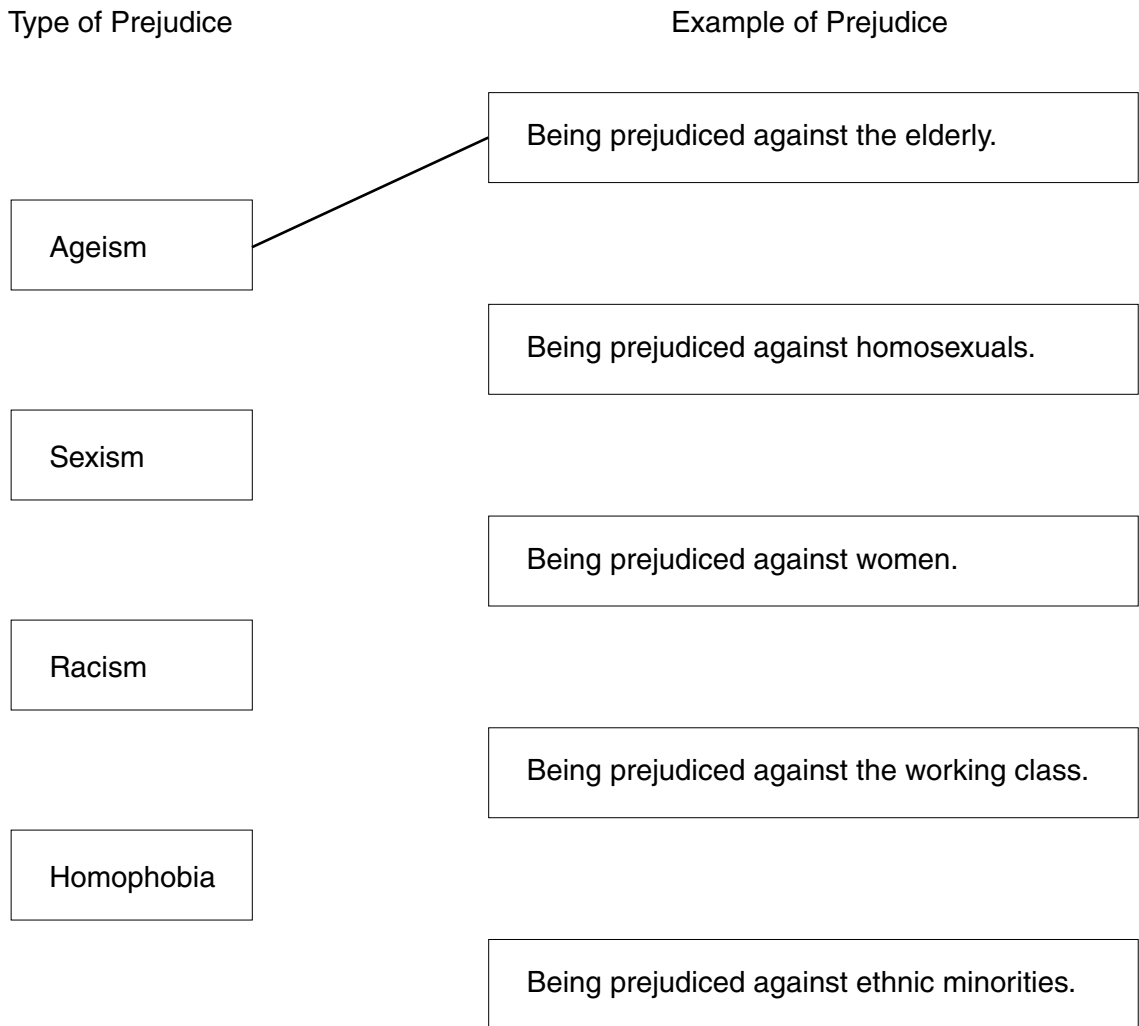 Type of Prejudice
Example of Prejudice
Being prejudiced against the elderly.
Ageism
Being prejudiced against homosexuals.
Sexism
Being prejudiced against women.
Racism
Being prejudiced against the working class.
Homophobia
Being prejudiced against ethnic minorities.